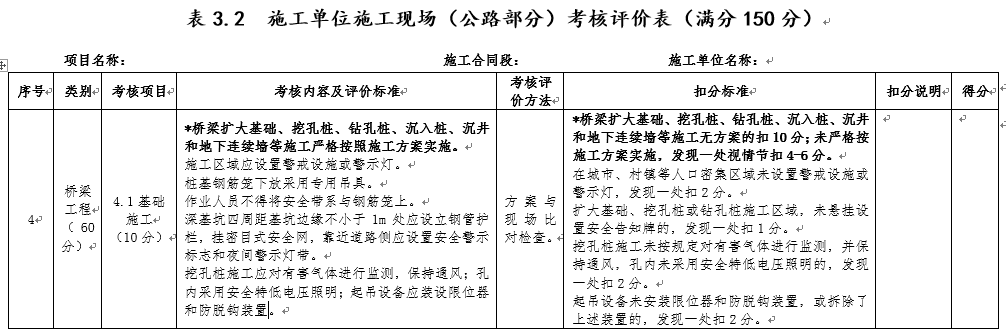 表 3.2 施工单位施工现场（公路部分）考核评价表（满分 150 分）
项目名称： 施工合同段： 施工单位名称：
序号 类别 考核项目 考核内容及评价标准 考核评价方法 扣分标准 扣分说明 得分
4
桥梁
工程
（ 60
分）
4.1 基础
施工
（10 分）
*桥梁扩大基础、挖孔桩、钻孔桩、沉入桩、沉井
和地下连续墙等施工严格按照施工方案实施。
施工区域应设置警戒设施或警示灯。
桩基钢筋笼下放采用专用吊具。
作业人员不得将安全带系与钢筋笼上。
深基坑四周距基坑边缘不小于 1m 处应设立钢管护
栏，挂密目式安全网，靠近道路侧应设置安全警示
标志和夜间警示灯带。
挖孔桩施工应对有害气体进行监测，保持通风；孔
内采用安全特低电压照明；起吊设备应装设限位器
和防脱钩装置。
方案与
现场比
对检查。
*桥梁扩大基础、挖孔桩、钻孔桩、沉入桩、沉井
和地下连续墙等施工无方案的扣 10 分；未严格按
施工方案实施，发现一处视情节扣 4-6 分。
在城市、村镇等人口密集区域未设置警戒设施或
警示灯，发现一处扣 2 分。
扩大基础、挖孔桩或钻孔桩施工区域，未悬挂设
置安全告知牌的，发现一处扣 1 分。
挖孔桩施工未按规定对有害气体进行监测，并保
持通风，孔内未采用安全特低电压照明的，发现
一处扣 2 分。
起吊设备未安装限位器和防脱钩装置，或拆除了
上述装置的，发现一处扣 2 分。